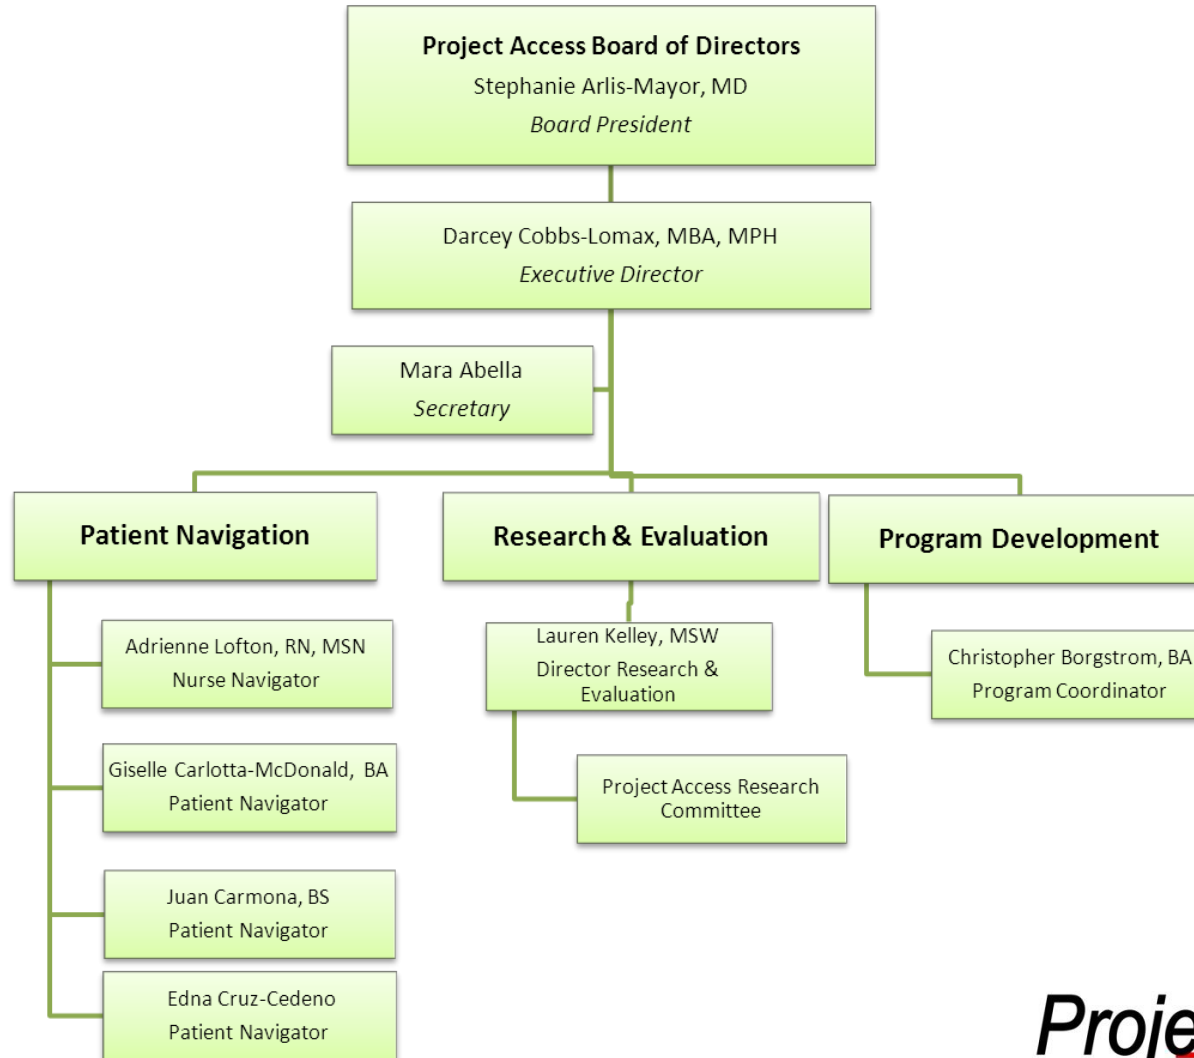 Project Access Board of Directors
Stephanie Arlis-Mayor, MD
Board President
Darcey Cobbs-Lomax, MBA, MPH
Executive Director
Mara Abella
Secretary
Patient Navigation
Adrienne Lofton, RN, MSN
Nurse Navigator
Giselle Carlotta-McDonald, BA
Patient Navigator
Juan Carmona, BS
Patient Navigator
Edna Cruz-Cedeno
Patient Navigator
Research & Evaluation
Lauren Kelley, MSW
Director Research &
Evaluation
Project Access Research
Committee
Program Development
Christopher Borgstrom, BA
Program Coordinator